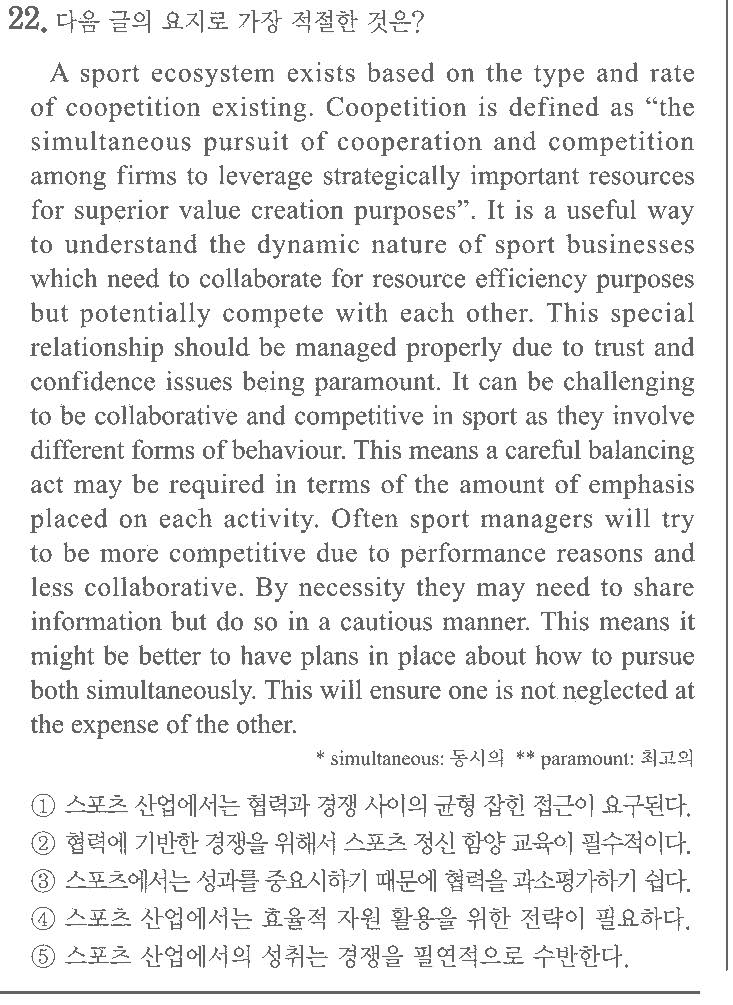 22. 다음 글의 요지로 가장 적절한 것은?
A sport ecosystem exists based on the type and rate
of coopetition existing. Coopetition is defined as “the
simultaneous pursuit of cooperation and competition
among firms to leverage strategically important resources
for superior value creation purposes”. It is a useful way
to understand the dynamic nature of sport businesses
which need to collaborate for resource efficiency purposes
but potentially compete with each other. This special
relationship should be managed properly due to trust and
confidence issues being paramount. It can be challenging
to be collaborative and competitive in sport as they involve
different forms of behaviour. This means a careful balancing
act may be required in terms of the amount of emphasis
placed on each activity. Often sport managers will try
to be more competitive due to performance reasons and
less collaborative. By necessity they may need to share
information but do so in a cautious manner. This means it
might be better to have plans in place about how to pursue
both simultaneously. This will ensure one is not neglected at
the expense of the other.
* simultaneous: 동시의 ** paramount: 최고의
① 스포츠 산업에서는 협력과 경쟁 사이의 균형 잡힌 접근이 요구된다.
② 협력에 기반한 경쟁을 위해서 스포츠 정신 함양 교육이 필수적이다.
③ 스포츠에서는 성과를 중요시하기 때문에 협력을 과소평가하기 쉽다.
④ 스포츠 산업에서는 효율적 자원 활용을 위한 전략이 필요하다.
⑤ 스포츠 산업에서의 성취는 경쟁을 필연적으로 수반한다.